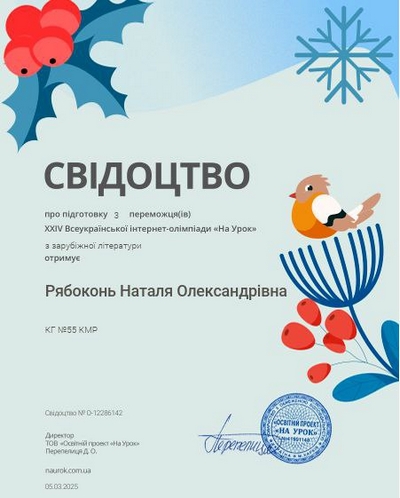 СВІДОЦТВО
про підготовку 3 переможця(ів)
XXIV Всеукраїнської інтернет-олімпіади «На Урок»
з зарубіжної літератури
отримує
Рябоконь Наталя Олександрівна
КГ №55 КМР
Свідоцтво № О-12286142
Директор
ТОВ «Освітній проект «На Урок»
Перепелиця Д. О.
naurok.com.ua
05.03.2025
«ОСВІТНІЙ ПРОЕКТ
«НА УРОК»